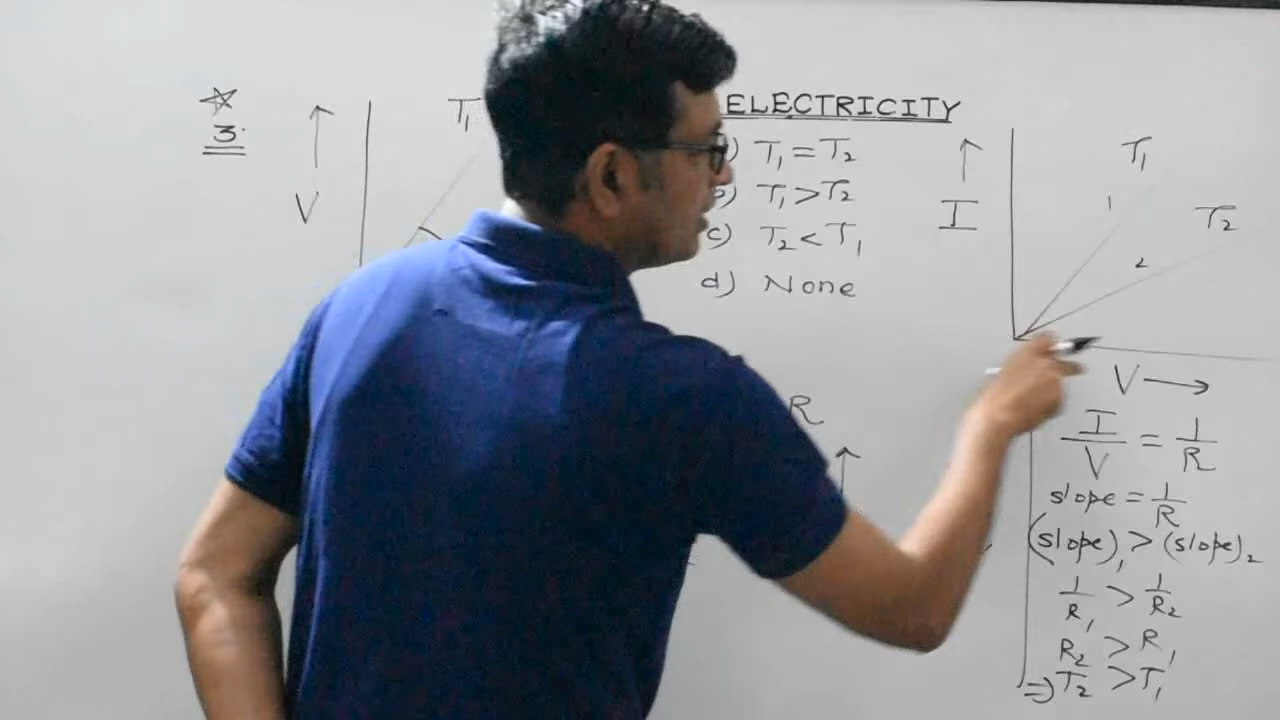 ☆
3.
V
T₁
ELECTRICITY
) T₁ = T₂
b) T₁ > T₂
c) T₂ < T₁
d) None
R
I
T₁
1
T₂
2
V →
I/V = 1/R
slope = 1/R
(slope)₁ > (slope)₂
1/R₁ > 1/R₂
R₂ > R₁
⇒ T₂ > T₁